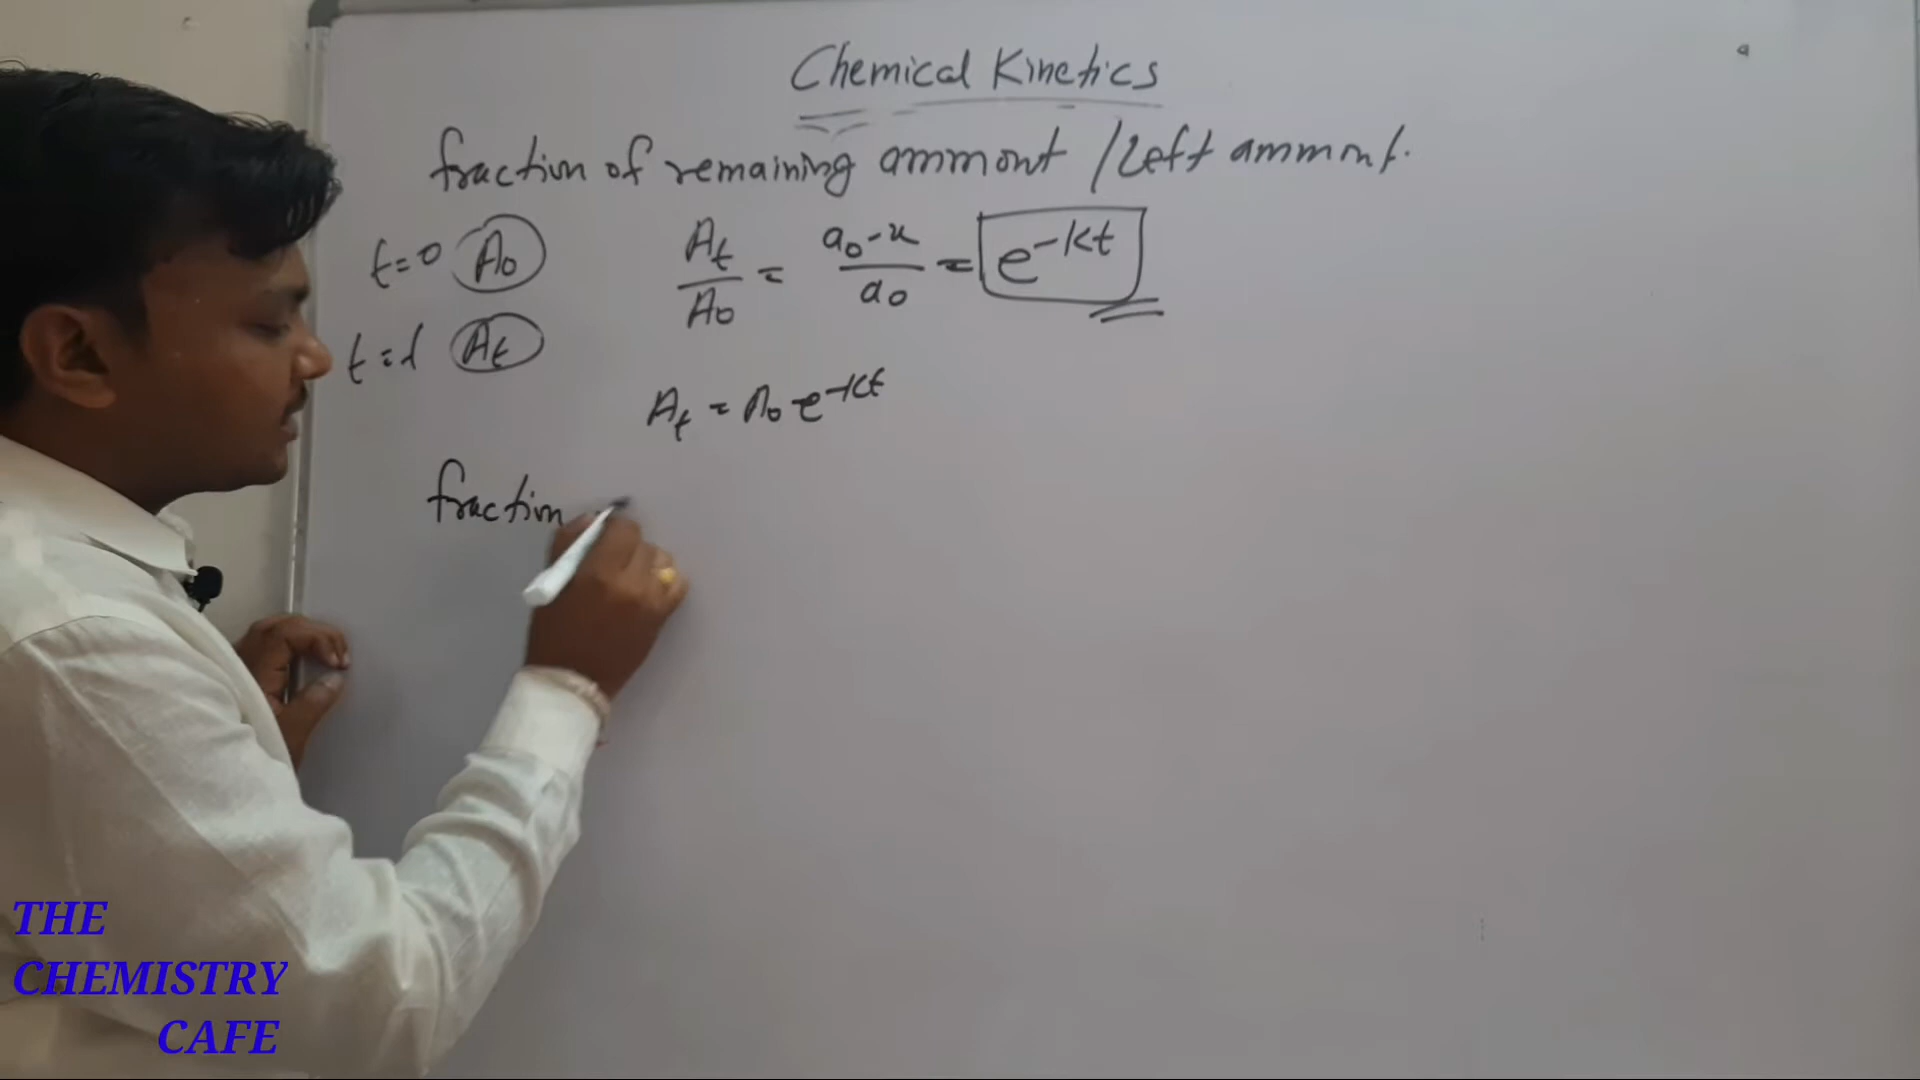 Chemical Kinetics
fraction of remaining ammont / Left ammont.
t=0 A₀
Aₜ/A₀ = a₀-x/a₀ = e^-kt
t=t Aₜ
Aₜ = A₀ e^-kt
fraction
THE
CHEMISTRY
CAFE